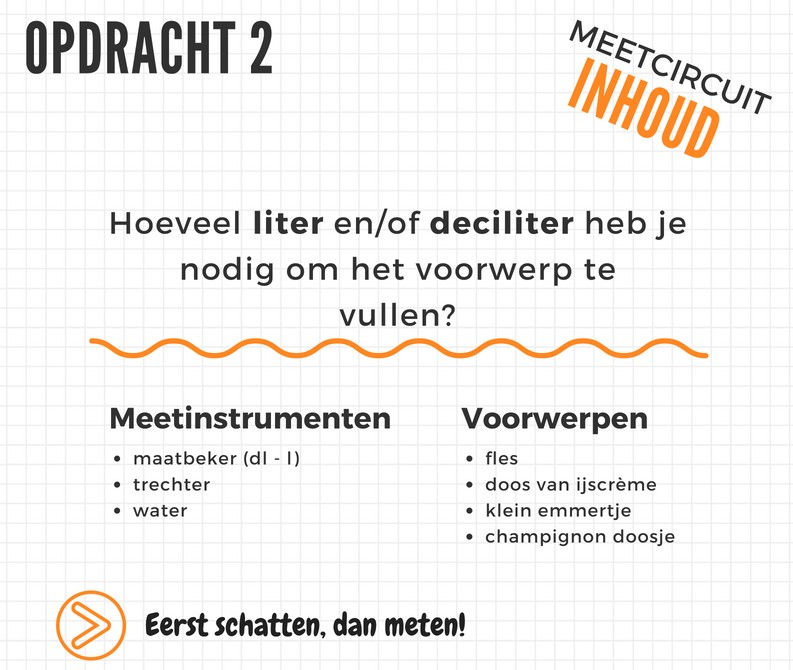 OPDRACHT 2
MEETCIRCUIT
INHOUD
Hoeveel liter en/of deciliter heb je
nodig om het voorwerp te
vullen?
Meetinstrumenten
• maatbeker (dl - l)
• trechter
• water
Voorwerpen
• fles
• doos van ijscrème
• klein emmertje
• champignon doosje
Eerst schatten, dan meten!